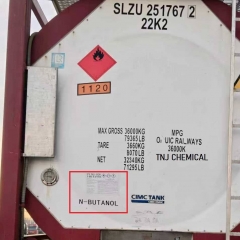 SLZU 251767 2
22K2
1120
MAX GROSS 36000KG
79365LB
TARE 3660KG
8070LB
NET 32340KG
71295LB
MPG
UIC RAILWAYS
36000K
TNJ CHEMICAL
N-BUTANOL
CIMC TANK